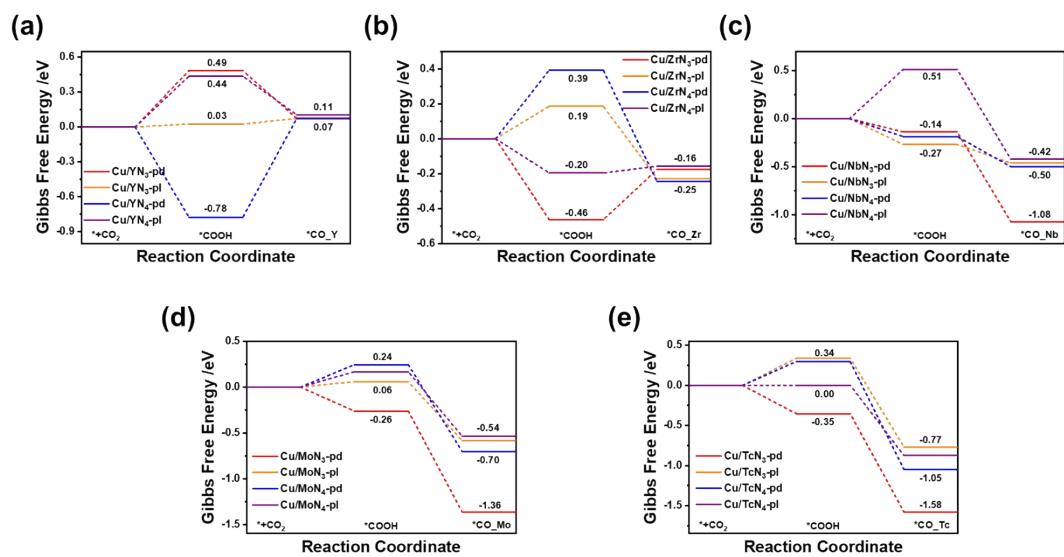 (a)
Gibbs Free Energy /eV
0.6
0.3
0.0
-0.3
-0.6
-0.9
0.49
0.44
0.03
-0.78
0.11
0.07
Cu/YN₃-pd
Cu/YN₃-pl
Cu/YN₄-pd
Cu/YN₄-pl
*+CO₂ *COOH *CO_Y
Reaction Coordinate
(b)
Gibbs Free Energy /eV
0.4
0.2
0.0
-0.2
-0.4
-0.6
Cu/ZrN₃-pd
Cu/ZrN₃-pl
Cu/ZrN₄-pd
Cu/ZrN₄-pl
0.39
0.19
-0.20
-0.46
-0.16
-0.25
*+CO₂ *COOH *CO_Zr
Reaction Coordinate
(c)
Gibbs Free Energy /eV
0.5
0.0
-0.5
-1.0
0.51
-0.14
-0.27
-0.42
-0.50
-1.08
Cu/NbN₃-pd
Cu/NbN₃-pl
Cu/NbN₄-pd
Cu/NbN₄-pl
*+CO₂ *COOH *CO_Nb
Reaction Coordinate
(d)
Gibbs Free Energy /eV
0.5
0.0
-0.5
-1.0
-1.5
0.24
0.06
-0.26
-0.54
-0.70
-1.36
Cu/MoN₃-pd
Cu/MoN₃-pl
Cu/MoN₄-pd
Cu/MoN₄-pl
*+CO₂ *COOH *CO_Mo
Reaction Coordinate
(e)
Gibbs Free Energy /eV
0.5
0.0
-0.5
-1.0
-1.5
0.34
0.00
-0.35
-0.77
-1.05
-1.58
Cu/TcN₃-pd
Cu/TcN₃-pl
Cu/TcN₄-pd
Cu/TcN₄-pl
*+CO₂ *COOH *CO_Tc
Reaction Coordinate